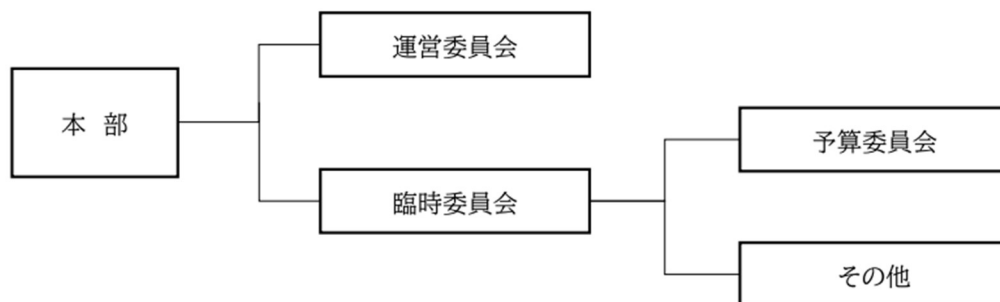 本 部
運営委員会
臨時委員会
予算委員会
その他